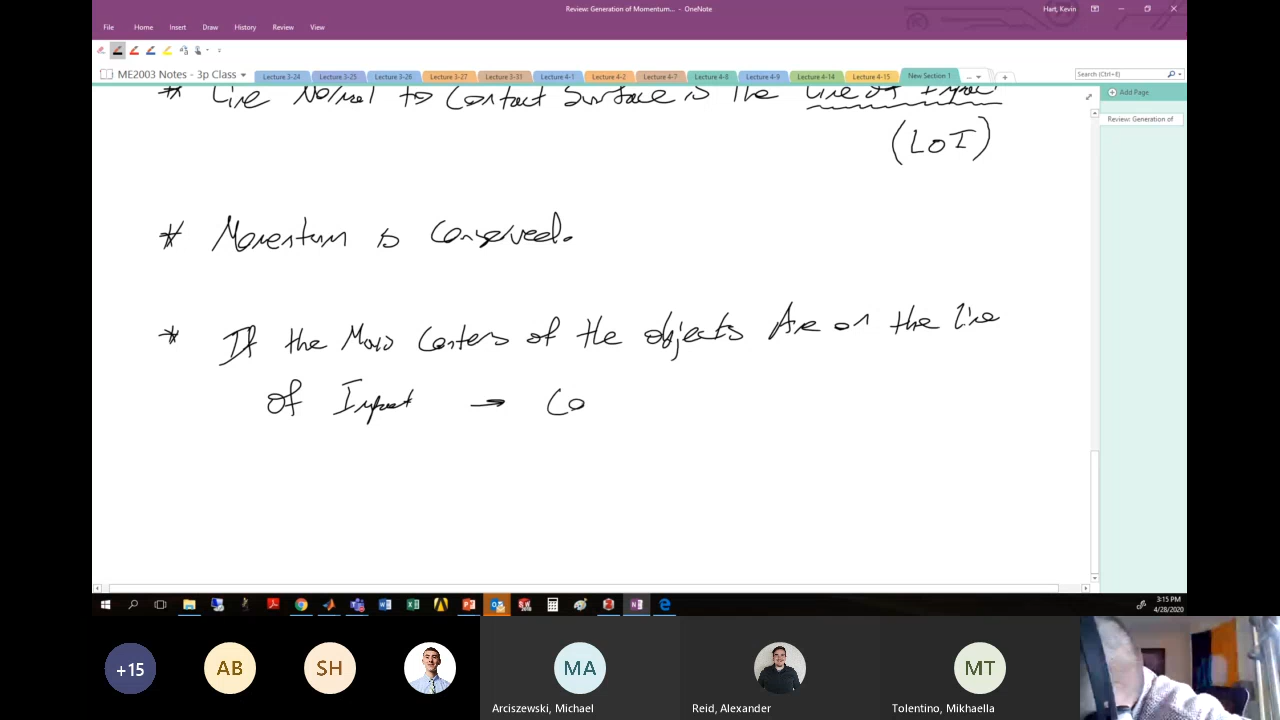 Review: Generation of Momentum... - OneNote
Hart, Kevin
File Home Insert Draw History Review View
ME2003 Notes - 3p Class
Lecture 3-24 Lecture 3-25 Lecture 3-26 Lecture 3-27 Lecture 3-31 Lecture 4-1 Lecture 4-2 Lecture 4-7 Lecture 4-8 Lecture 4-9 Lecture 4-14 Lecture 4-15 New Section 1 ...
Search (Ctrl+E)
Add Page
Review: Generation of
* Line Normal to Contact Surface is the Line of Impact
(LOI)
* Momentum is Conserved.
* If the Mass Centers of the objects Are on the line
of Impact → Ce
3:15 PM
4/28/2020
+15 AB SH MA MT
Arciszewski, Michael Reid, Alexander Tolentino, Mikhaella